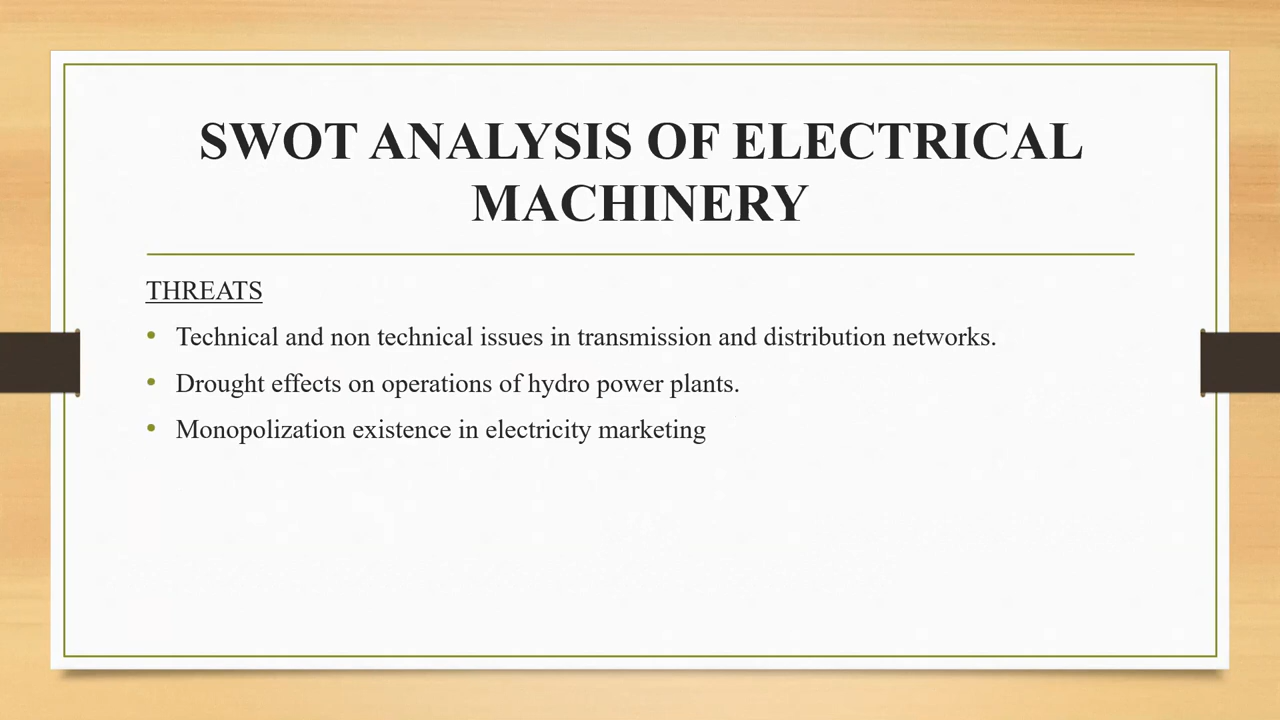 SWOT ANALYSIS OF ELECTRICAL
MACHINERY
THREATS
• Technical and non technical issues in transmission and distribution networks.
• Drought effects on operations of hydro power plants.
• Monopolization existence in electricity marketing